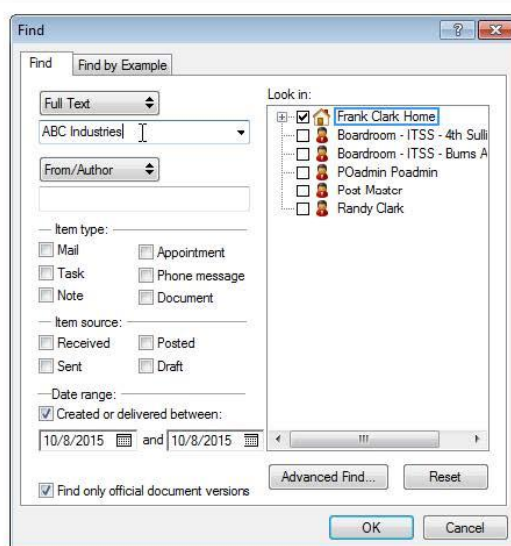 Find
Find
Find by Example
Full Text
ABC Industries
From/Author
Item type:
Mail
Appointment
Task
Phone message
Note
Document
Item source:
Received
Posted
Sent
Draft
Date range:
Created or delivered between:
10/8/2015 and 10/8/2015
Find only official document versions
Look in:
Frank Clark Home
Boardroom - ITSS - 4th Sulli
Boardroom - ITSS - Burns A
POadmin Poadmin
Post Master
Randy Clark
Advanced Find...
Reset
OK
Cancel